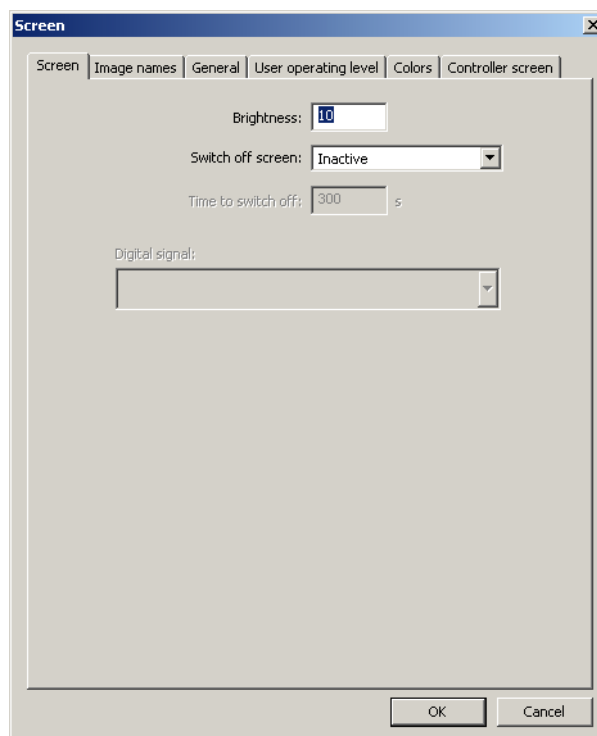 Screen
Screen Image names General User operating level Colors Controller screen
Brightness: 10
Switch off screen: Inactive
Time to switch off: 300 s
Digital signal:
OK Cancel